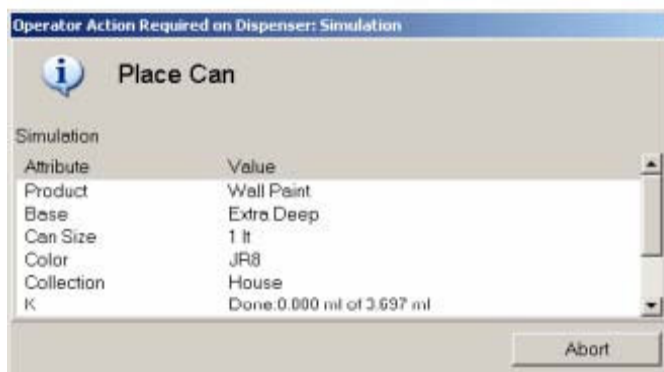 Operator Action Required on Dispenser: Simulation
Place Can
Simulation
Attribute Value
Product Wall Paint
Base Extra Deep
Can Size 1 lt
Color JR8
Collection House
K Done:0.000 ml of 3.697 ml
Abort